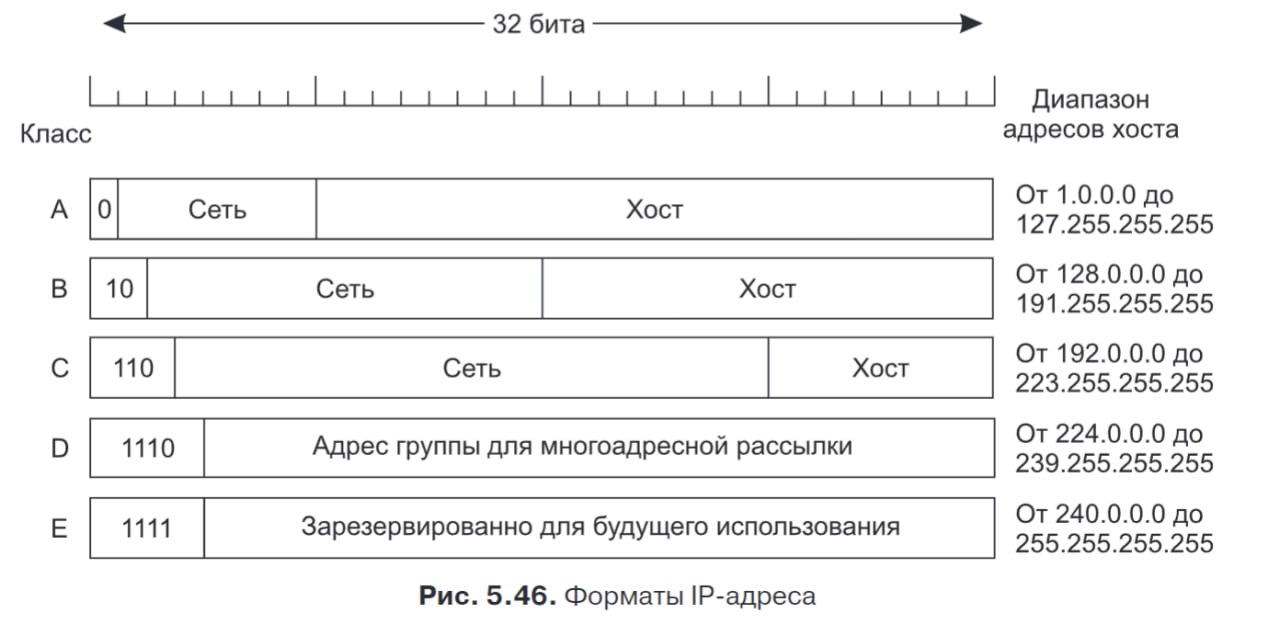 32 бита
Диапазон
адресов хоста
Класс
A
0
Сеть
Хост
От 1.0.0.0 до
127.255.255.255
B
10
Сеть
Хост
От 128.0.0.0 до
191.255.255.255
C
110
Сеть
Хост
От 192.0.0.0 до
223.255.255.255
D
1110
Адрес группы для многоадресной рассылки
От 224.0.0.0 до
239.255.255.255
E
1111
Зарезервированно для будущего использования
От 240.0.0.0 до
255.255.255.255
Рис. 5.46. Форматы IP-адреса